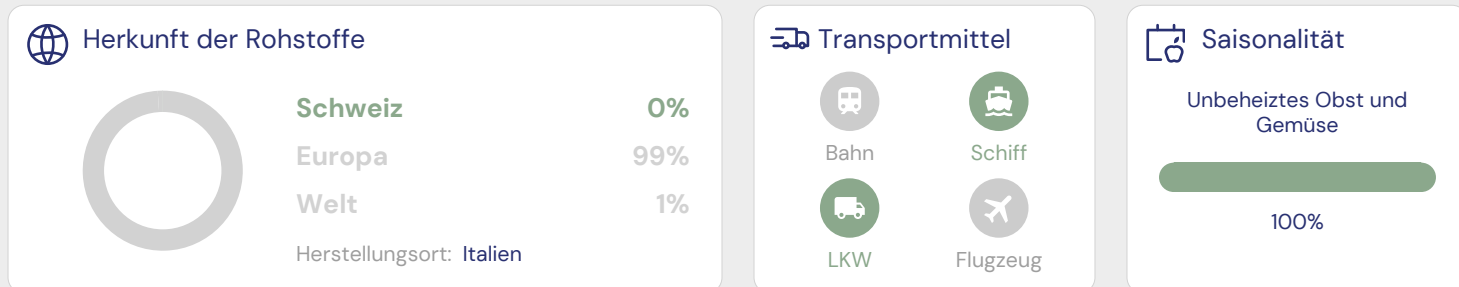 Herkunft der Rohstoffe
Schweiz 0%
Europa 99%
Welt 1%
Herstellungsort: Italien
Transportmittel
Bahn
Schiff
LKW
Flugzeug
Saisonalität
Unbeheiztes Obst und
Gemüse
100%